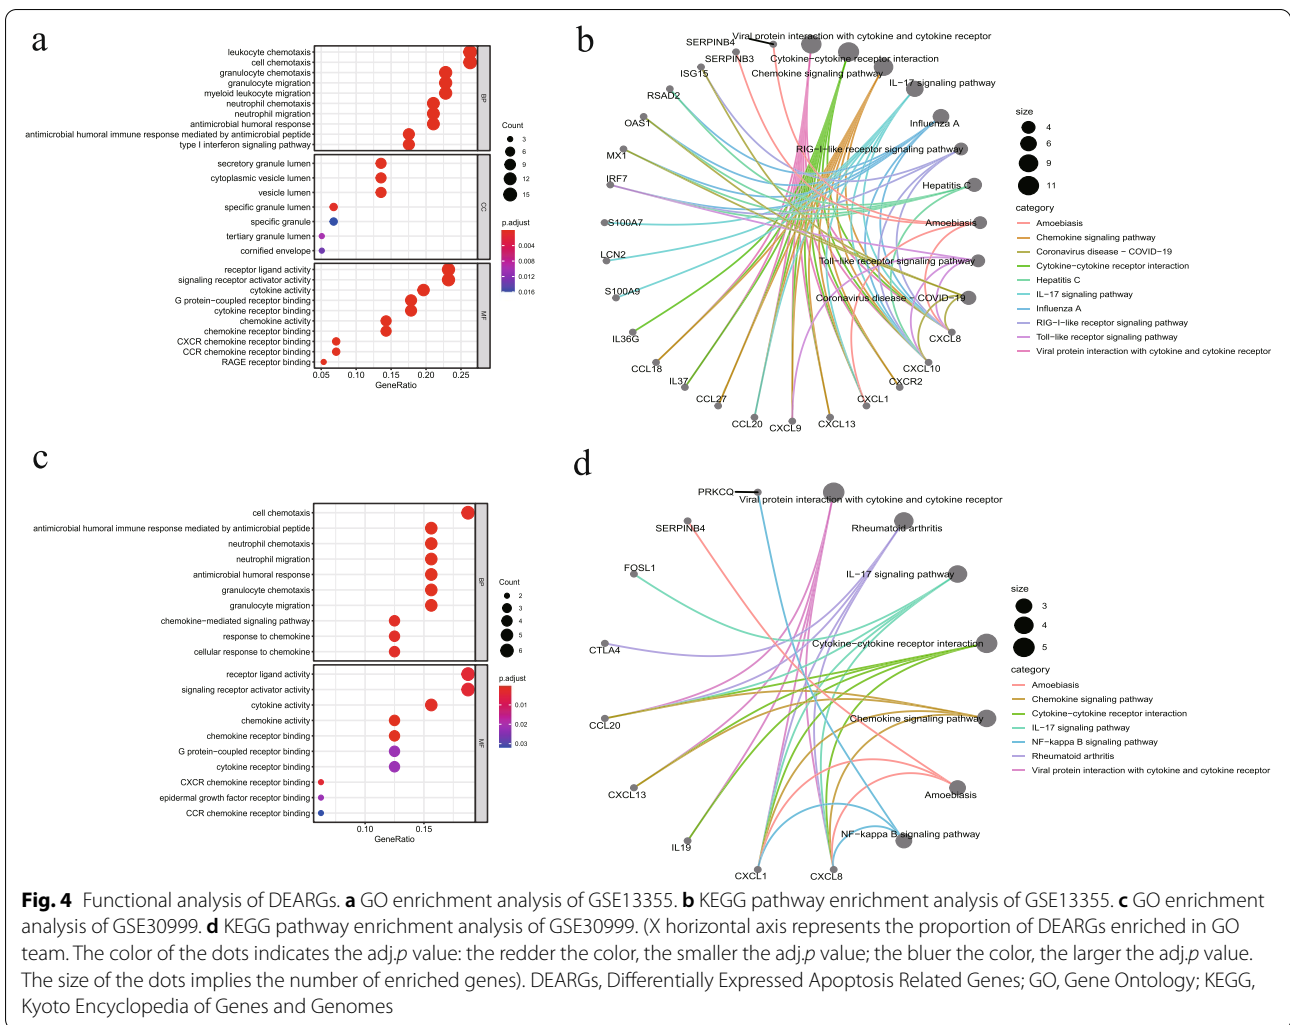 a
leukocyte chemotaxis
cell chemotaxis
granulocyte chemotaxis
granulocyte migration
myeloid leukocyte migration
neutrophil chemotaxis
neutrophil migration
antimicrobial humoral response
antimicrobial humoral immune response mediated by antimicrobial peptide
type I interferon signaling pathway
BP
secretory granule lumen
cytoplasmic vesicle lumen
vesicle lumen
specific granule lumen
specific granule
tertiary granule lumen
cornified envelope
CC
receptor ligand activity
signaling receptor activator activity
cytokine activity
G protein-coupled receptor binding
cytokine receptor binding
chemokine activity
chemokine receptor binding
CXCR chemokine receptor binding
CCR chemokine receptor binding
RAGE receptor binding
MF
0.05 0.10 0.15 0.20 0.25
GeneRatio
Count
3
6
9
12
15
p.adjust
0.004
0.008
0.012
0.016
b
SERPINB4
Viral protein interaction with cytokine and cytokine receptor
SERPINB3
Cytokine−cytokine receptor interaction
ISG15
Chemokine signaling pathway
RSAD2
IL−17 signaling pathway
OAS1
Influenza A
MX1
RIG−I−like receptor signaling pathway
IRF7
Hepatitis C
S100A7
Amoebiasis
LCN2
Toll−like receptor signaling pathway
S100A9
Coronavirus disease − COVID−19
IL36G
CXCL8
CCL18
CXCL10
IL37
CXCR2
CCL27
CXCL1
CCL20
CXCL9
CXCL13
size
4
6
9
11
category
Amoebiasis
Chemokine signaling pathway
Coronavirus disease − COVID−19
Cytokine−cytokine receptor interaction
Hepatitis C
IL−17 signaling pathway
Influenza A
RIG−I−like receptor signaling pathway
Toll−like receptor signaling pathway
Viral protein interaction with cytokine and cytokine receptor
c
cell chemotaxis
antimicrobial humoral immune response mediated by antimicrobial peptide
neutrophil chemotaxis
neutrophil migration
antimicrobial humoral response
granulocyte chemotaxis
granulocyte migration
chemokine-mediated signaling pathway
response to chemokine
cellular response to chemokine
BP
receptor ligand activity
signaling receptor activator activity
cytokine activity
chemokine activity
chemokine receptor binding
G protein-coupled receptor binding
cytokine receptor binding
CXCR chemokine receptor binding
epidermal growth factor receptor binding
CCR chemokine receptor binding
MF
0.10 0.15
GeneRatio
Count
2
3
4
5
6
p.adjust
0.01
0.02
0.03
d
PRKCQ
Viral protein interaction with cytokine and cytokine receptor
SERPINB4
Rheumatoid arthritis
FOSL1
IL−17 signaling pathway
CTLA4
Cytokine−cytokine receptor interaction
CCL20
Chemokine signaling pathway
CXCL13
Amoebiasis
IL19
NF−kappa B signaling pathway
CXCL1
CXCL8
size
3
4
5
category
Amoebiasis
Chemokine signaling pathway
Cytokine−cytokine receptor interaction
IL−17 signaling pathway
NF−kappa B signaling pathway
Rheumatoid arthritis
Viral protein interaction with cytokine and cytokine receptor
Fig. 4 Functional analysis of DEARGs. a GO enrichment analysis of GSE13355. b KEGG pathway enrichment analysis of GSE13355. c GO enrichment
analysis of GSE30999. d KEGG pathway enrichment analysis of GSE30999. (X horizontal axis represents the proportion of DEARGs enriched in GO
team. The color of the dots indicates the adj.p value: the redder the color, the smaller the adj.p value; the bluer the color, the larger the adj.p value.
The size of the dots implies the number of enriched genes). DEARGs, Differentially Expressed Apoptosis Related Genes; GO, Gene Ontology; KEGG,
Kyoto Encyclopedia of Genes and Genomes